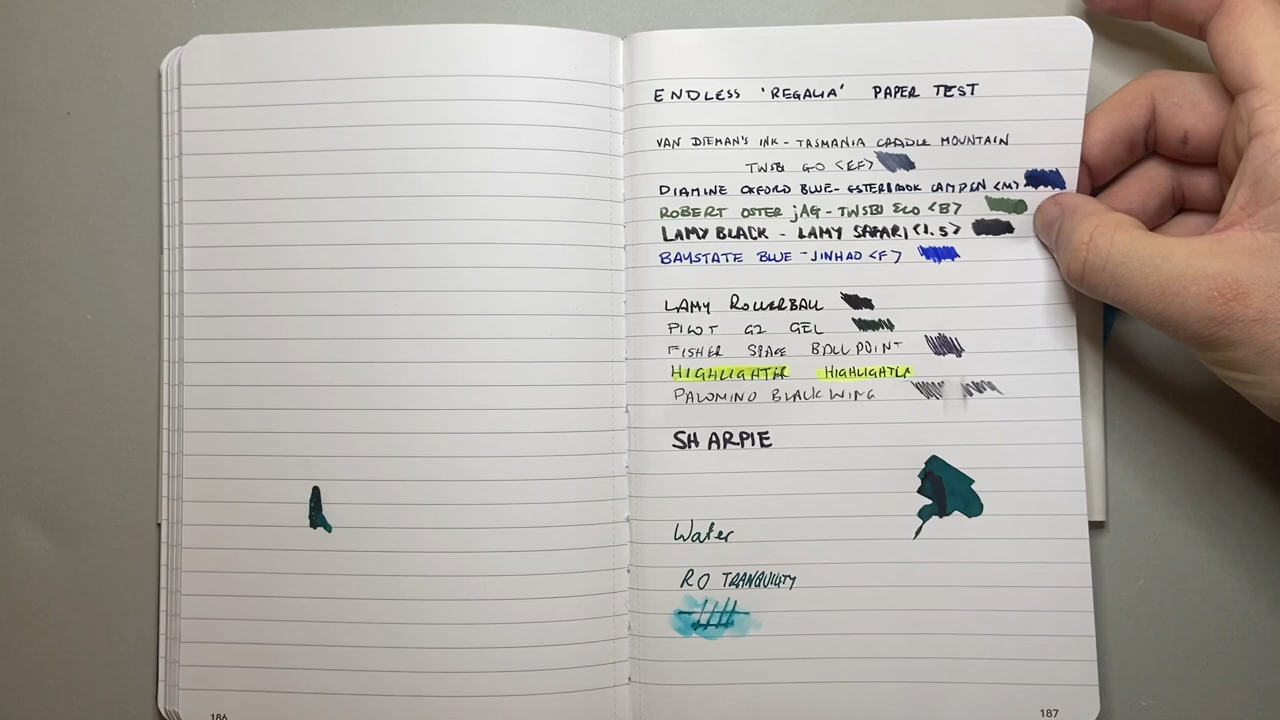 ENDLESS 'REGALIA' PAPER TEST
VAN DIEMAN'S INK - TASMANIA CRADLE MOUNTAIN
TWSBI GO <EF>
DIAMINE OXFORD BLUE - ESTERBROOK CAMDEN <M>
ROBERT OSTER JAG - TWSBI ECO <B>
LAMY BLACK - LAMY SAFARI <1.5>
BAYSTATE BLUE - JINHAO <F>
LAMY ROLLERBALL
PILOT G2 GEL
FISHER SPACE BALLPOINT
HIGHLIGHTER HIGHLIGHTER
PALOMINO BLACKWING
SHARPIE
Water
RO TRANQUILITY
186
187